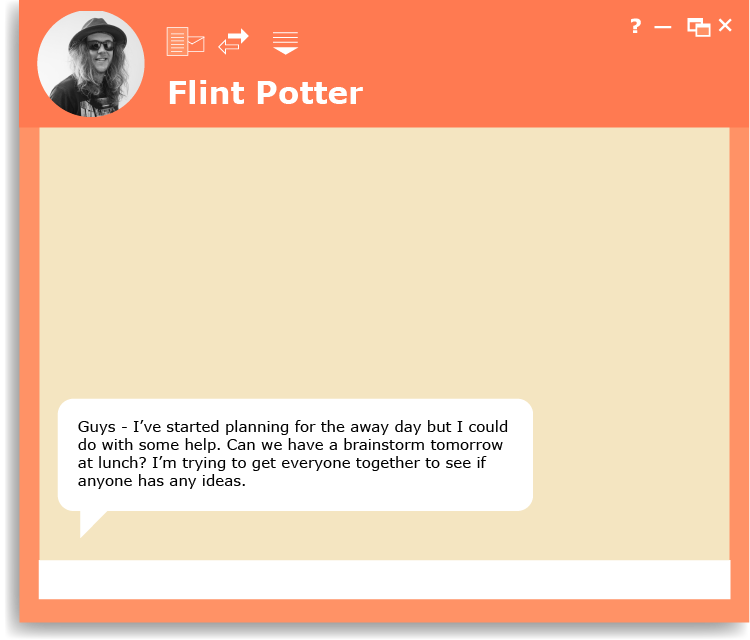 ?
Flint Potter
Guys - I’ve started planning for the away day but I could
do with some help. Can we have a brainstorm tomorrow
at lunch? I’m trying to get everyone together to see if
anyone has any ideas.